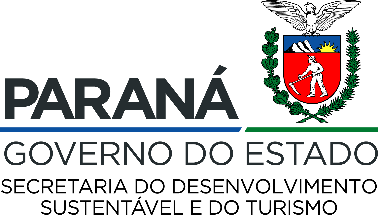 PARANÁ
GOVERNO DO ESTADO
SECRETARIA DO DESENVOLVIMENTO
SUSTENTÁVEL E DO TURISMO